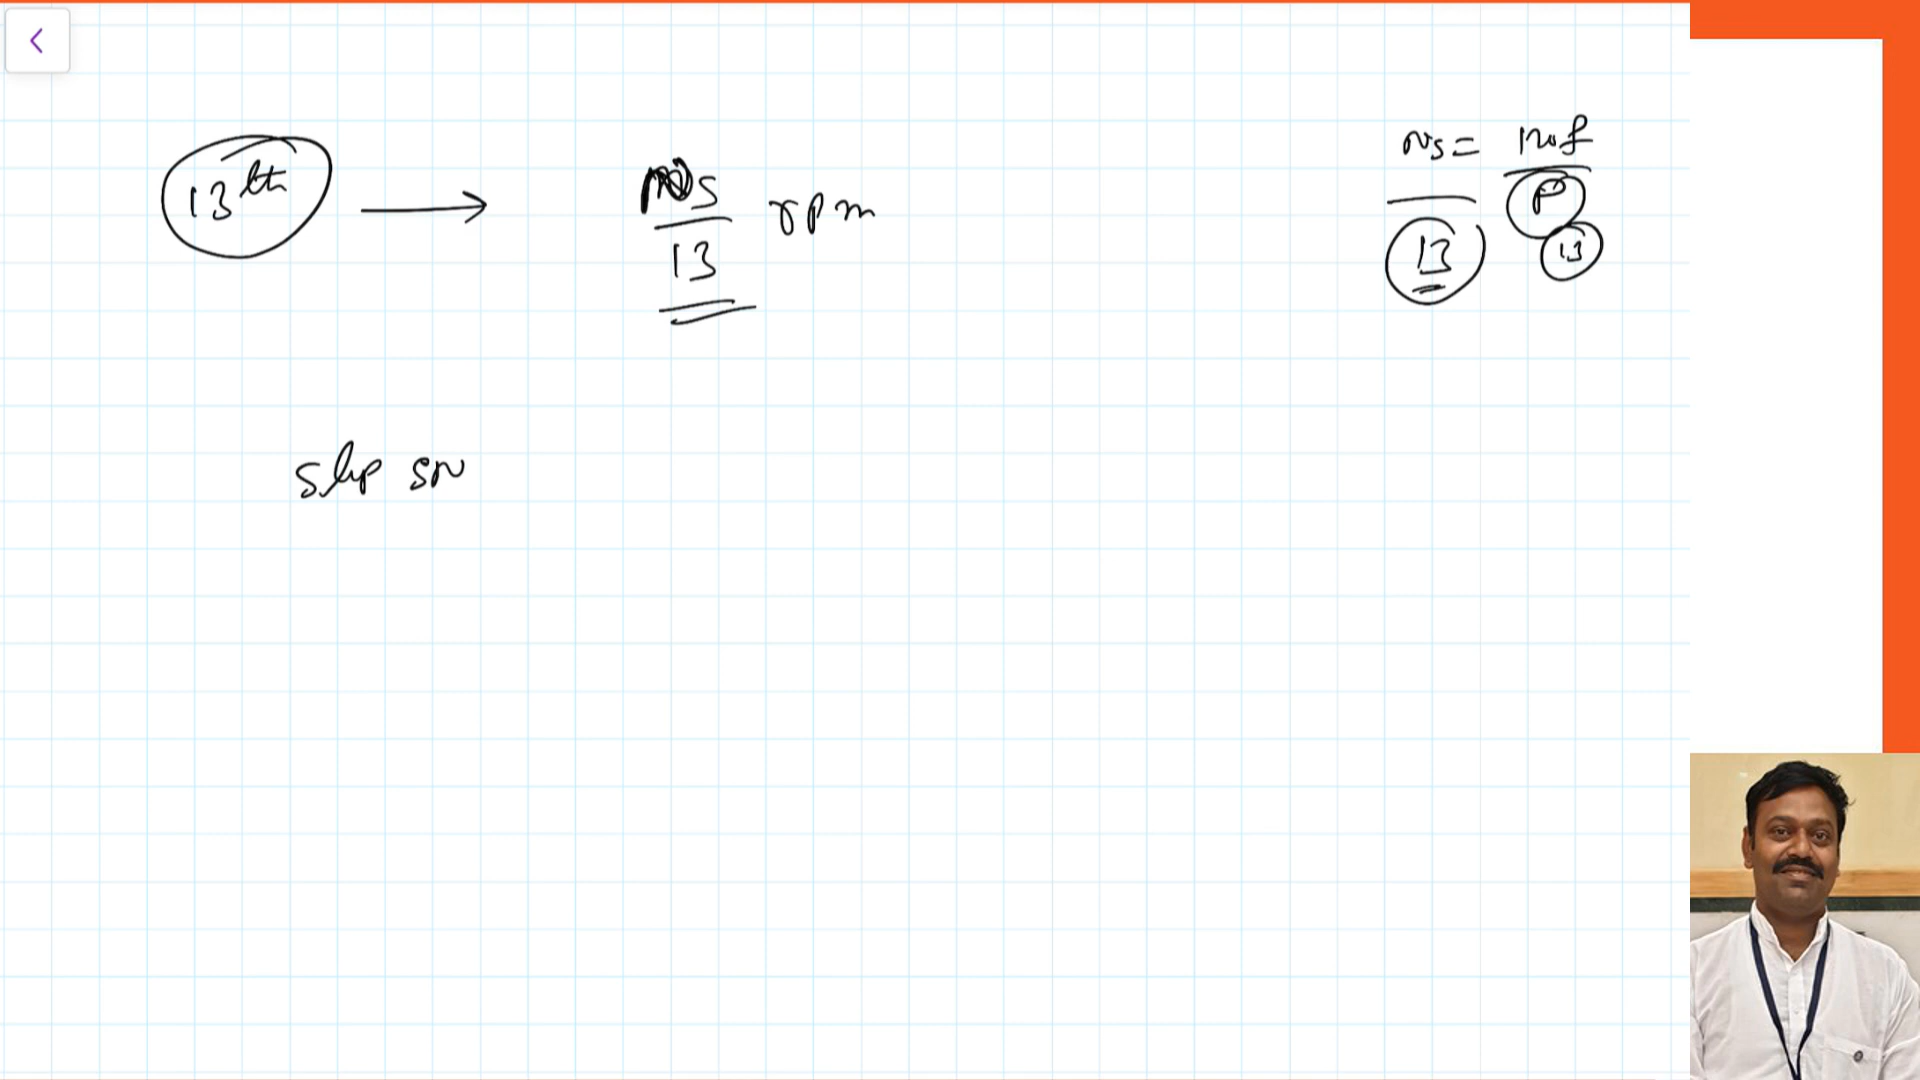 13th → Ns/13 rpm
Ns/13 = 120f/P 13
slip sN